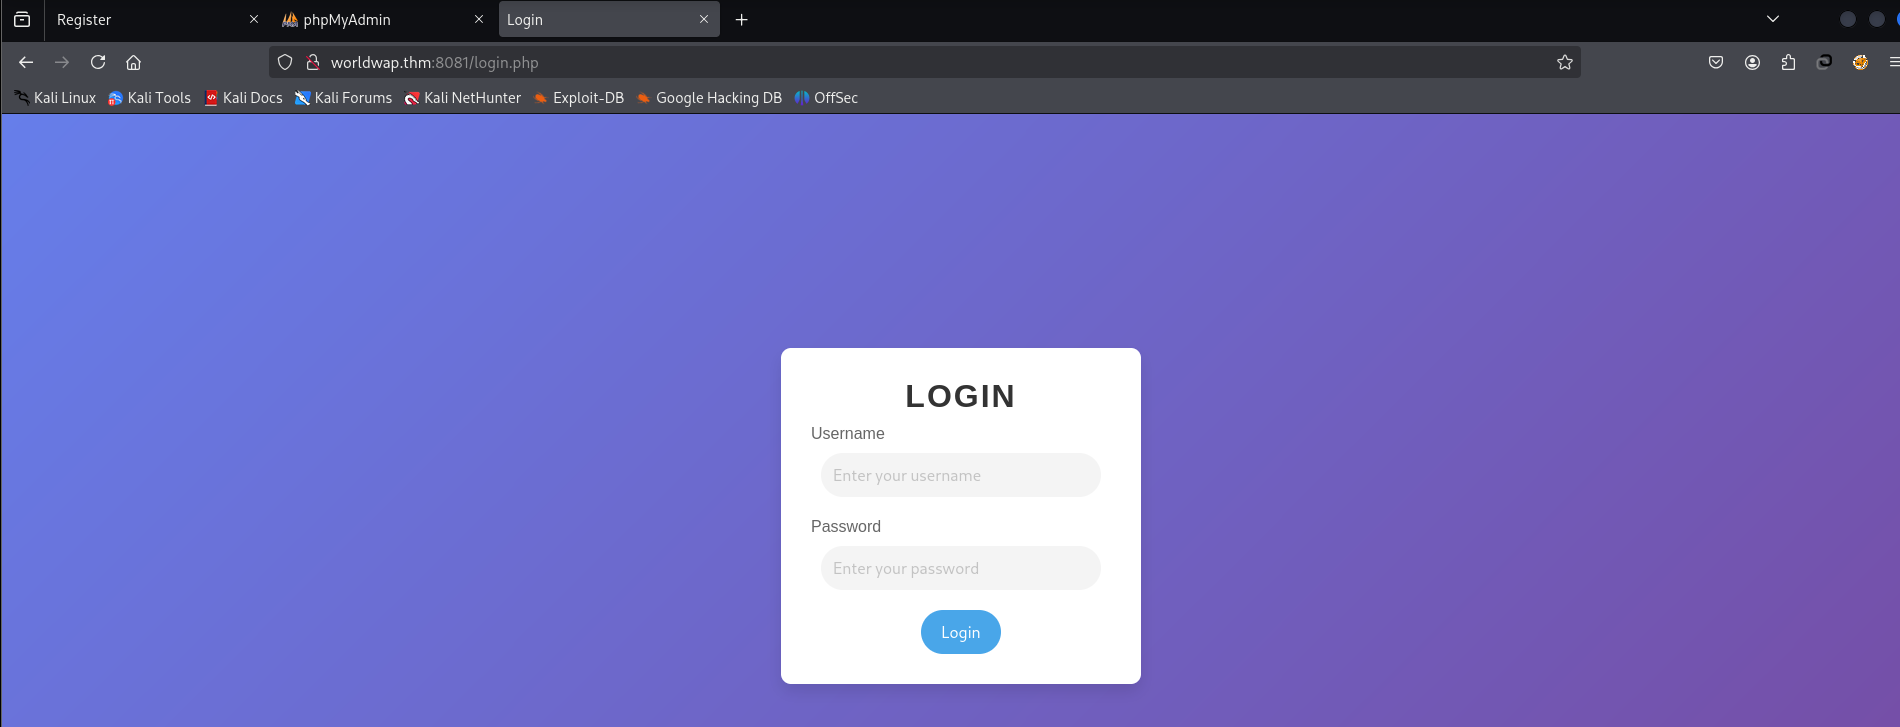 Register
phpMyAdmin
Login
worldwap.thm:8081/login.php
Kali Linux Kali Tools Kali Docs Kali Forums Kali NetHunter Exploit-DB Google Hacking DB OffSec
LOGIN
Username
Enter your username
Password
Enter your password
Login